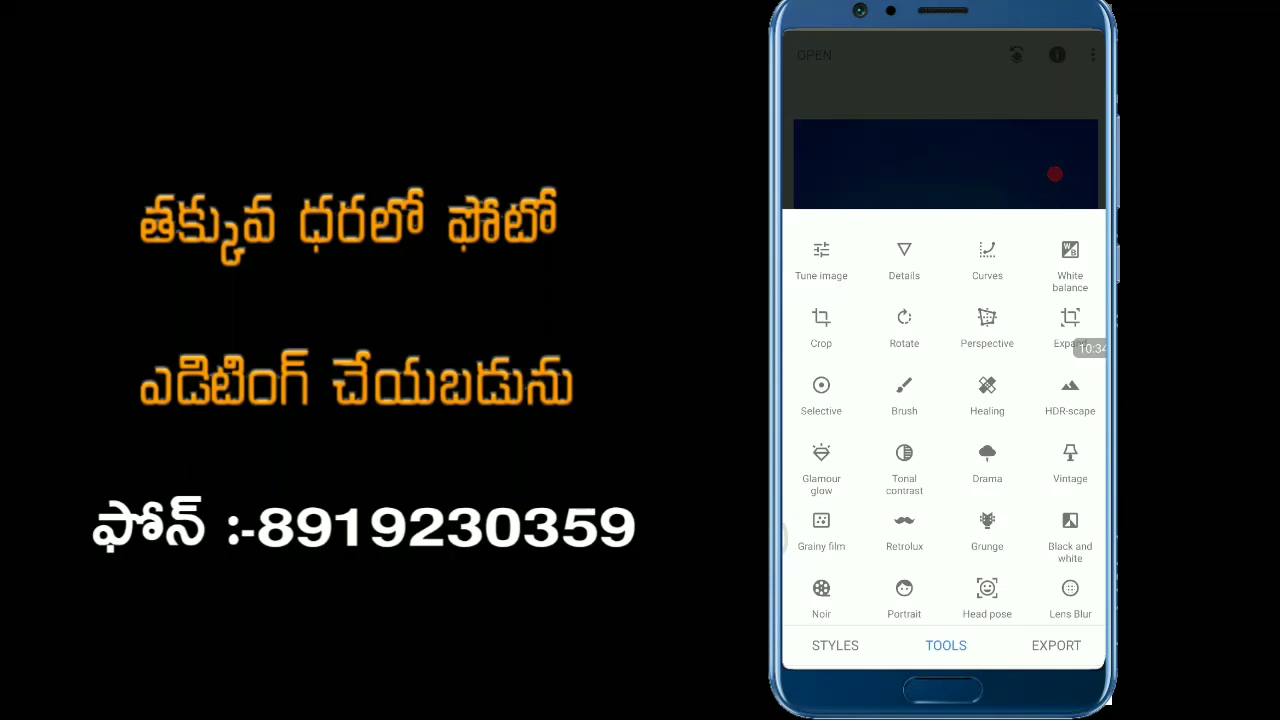 తక్కువ ధరలో ఫోటో
ఎడిటింగ్ చేయబడును
ఫోన్ :-8919230359
OPEN
Tune image Details Curves White balance
Crop Rotate Perspective Expand
10:34
Selective Brush Healing HDR-scape
Glamour glow Tonal contrast Drama Vintage
Grainy film Retrolux Grunge Black and white
Noir Portrait Head pose Lens Blur
STYLES TOOLS EXPORT